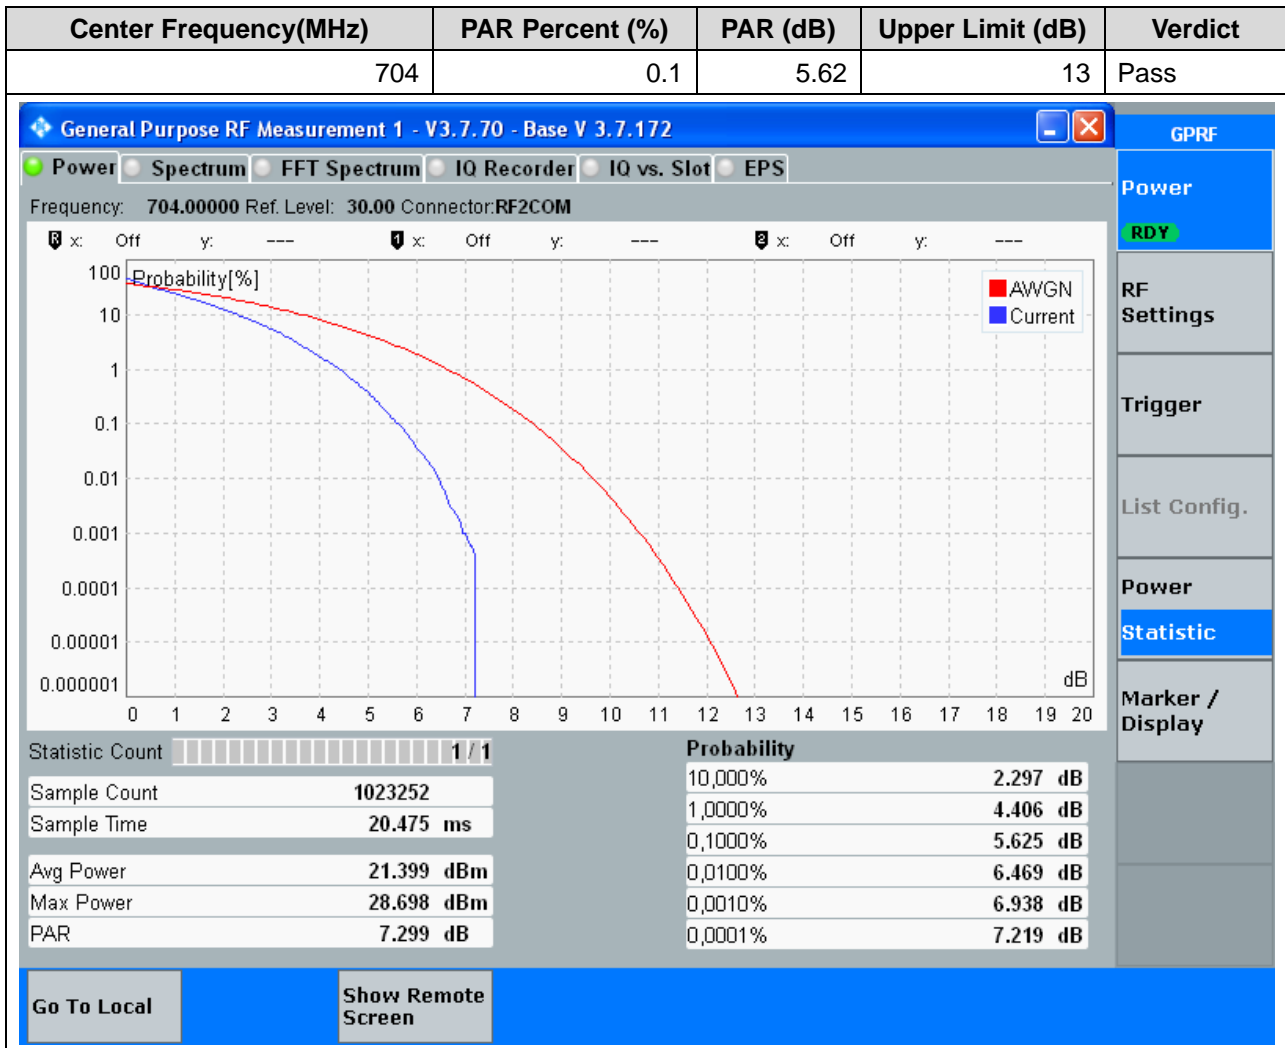 Center Frequency(MHz) PAR Percent (%) PAR (dB) Upper Limit (dB) Verdict
704 0.1 5.62 13 Pass
General Purpose RF Measurement 1 - V3.7.70 - Base V 3.7.172
GPRF
Power Spectrum FFT Spectrum IQ Recorder IQ vs. Slot EPS
Power
RDY
Frequency: 704.00000 Ref. Level: 30.00 Connector:RF2COM
R x: Off y: --- 1 x: Off y: --- 2 x: Off y: ---
Probability[%]
AWGN
Current
100
10
1
0.1
0.01
0.001
0.0001
0.00001
0.000001
dB
0 1 2 3 4 5 6 7 8 9 10 11 12 13 14 15 16 17 18 19 20
RF
Settings
Trigger
List Config.
Power
Statistic
Marker /
Display
Statistic Count 1 / 1
Sample Count 1023252
Sample Time 20.475 ms
Avg Power 21.399 dBm
Max Power 28.698 dBm
PAR 7.299 dB
Probability
10,000% 2.297 dB
1,0000% 4.406 dB
0,1000% 5.625 dB
0,0100% 6.469 dB
0,0010% 6.938 dB
0,0001% 7.219 dB
Go To Local
Show Remote
Screen